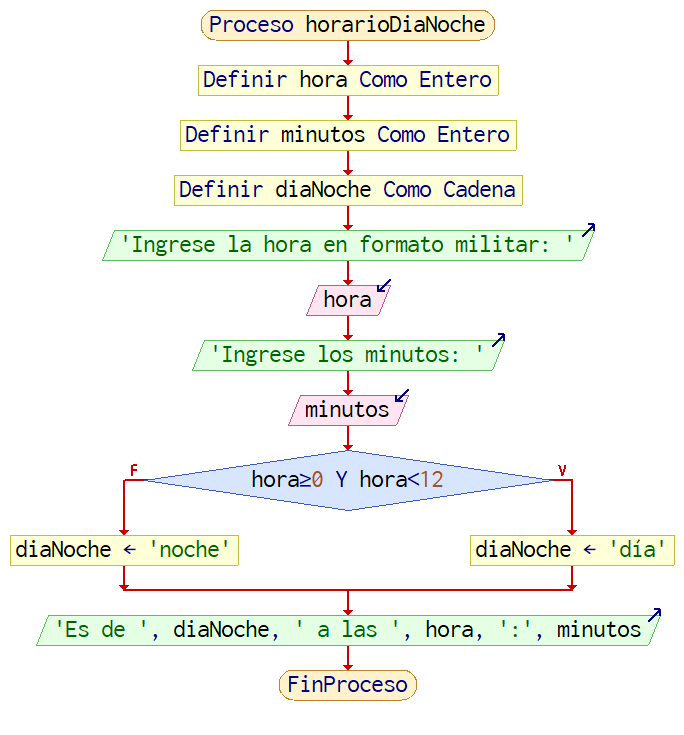 Proceso horarioDiaNoche
Definir hora Como Entero
Definir minutos Como Entero
Definir diaNoche Como Cadena
'Ingrese la hora en formato militar: '
hora
'Ingrese los minutos: '
minutos
F
V
hora≥0 Y hora<12
diaNoche ← 'noche'
diaNoche ← 'día'
'Es de ', diaNoche, ' a las ', hora, ':', minutos
FinProceso